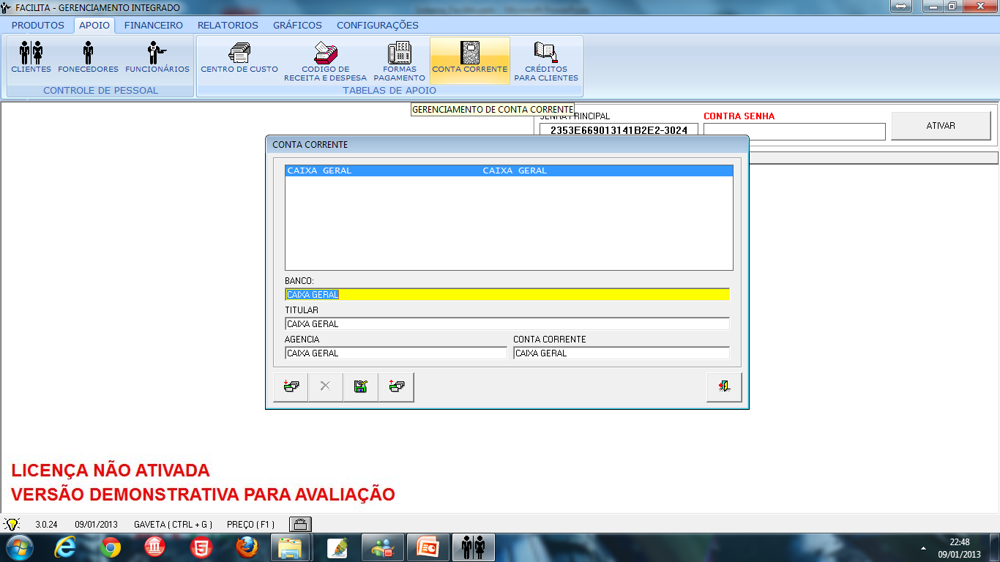 FACILITA - GERENCIAMENTO INTEGRADO
PRODUTOS APOIO FINANCEIRO RELATORIOS GRÁFICOS CONFIGURAÇÕES
CLIENTES FONECEDORES FUNCIONÁRIOS
CONTROLE DE PESSOAL
CENTRO DE CUSTO
CODIGO DE
RECEITA E DESPESA
FORMAS
PAGAMENTO
CONTA CORRENTE
CRÉDITOS
PARA CLIENTES
TABELAS DE APOIO
GERENCIAMENTO DE CONTA CORRENTE
SENHA PRINCIPAL
2353E669013141B2E2-3024
CONTRA SENHA
ATIVAR
CONTA CORRENTE
CAIXA GERAL CAIXA GERAL
BANCO:
CAIXA GERAL
TITULAR
CAIXA GERAL
AGENCIA CONTA CORRENTE
CAIXA GERAL CAIXA GERAL
LICENÇA NÃO ATIVADA
VERSÃO DEMONSTRATIVA PARA AVALIAÇÃO
3.0.24 09/01/2013 GAVETA ( CTRL + G ) PREÇO ( F1 )
22:48
09/01/2013